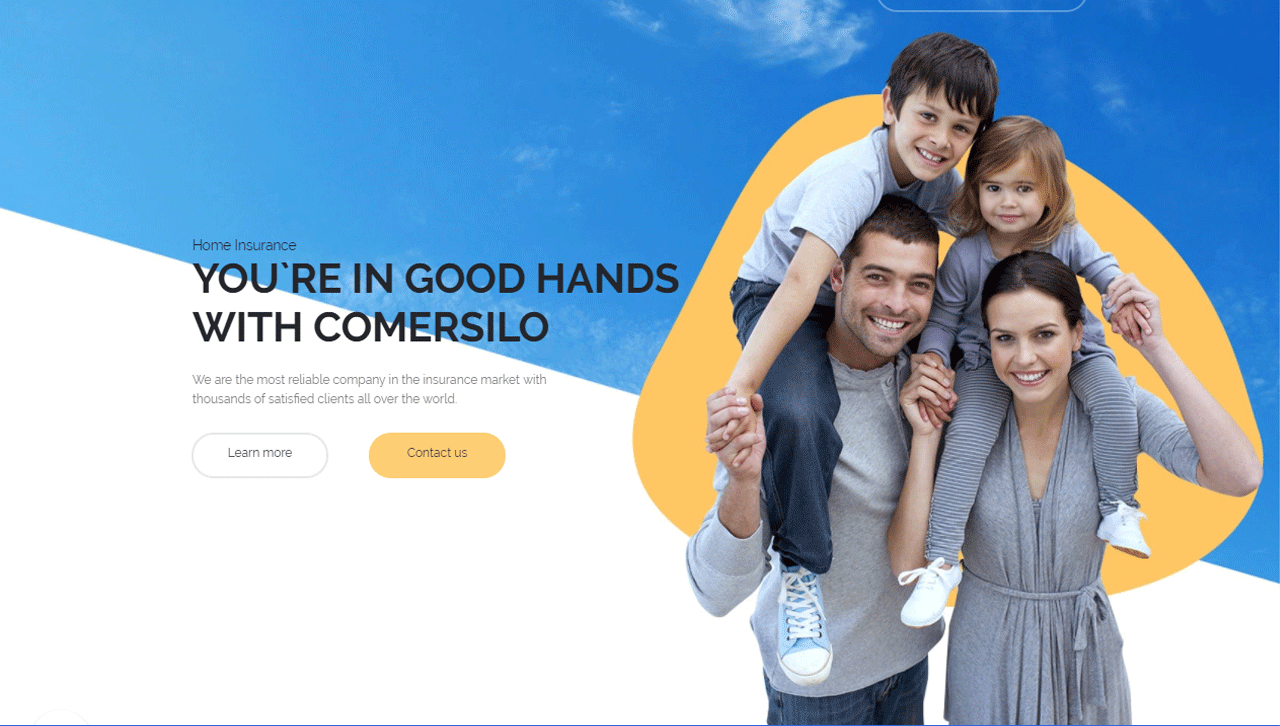 Home Insurance
YOU`RE IN GOOD HANDS
WITH COMERSILO
We are the most reliable company in the insurance market with
thousands of satisfied clients all over the world.
Learn more
Contact us